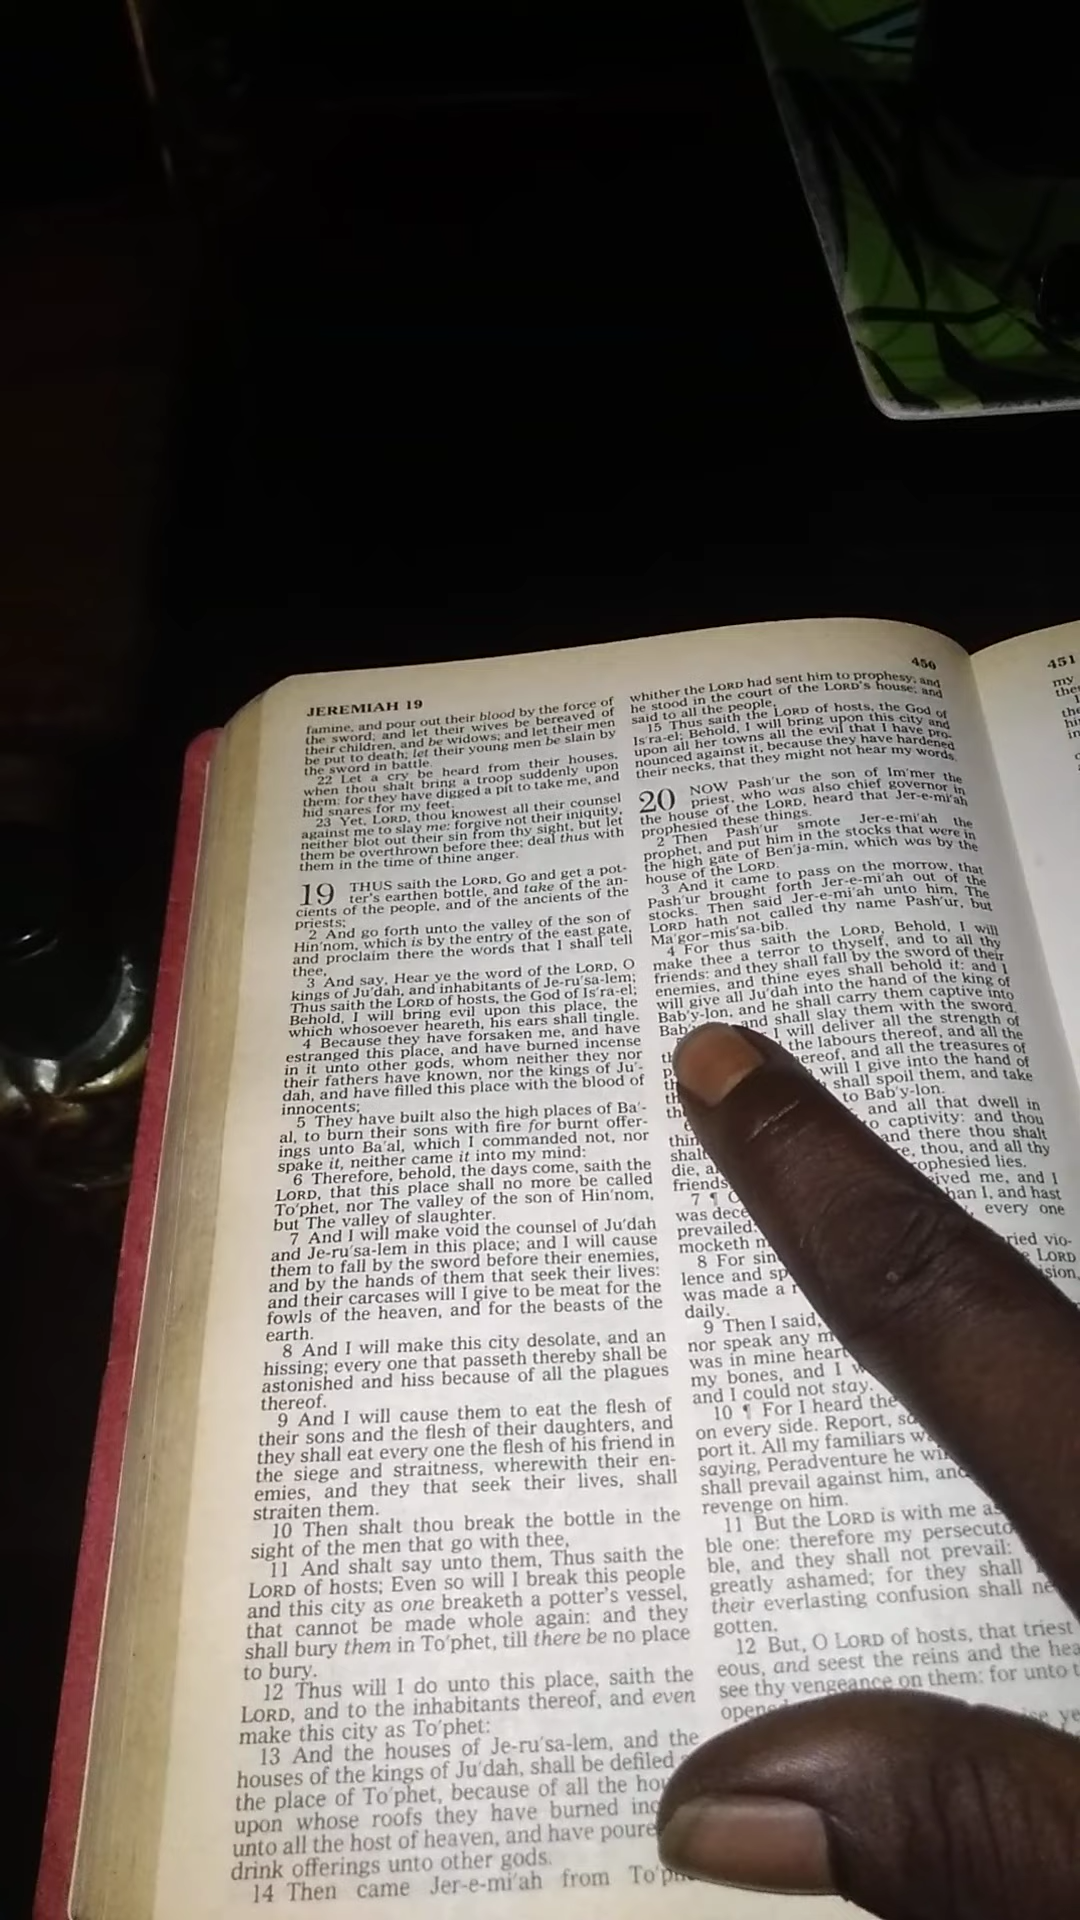 JEREMIAH 19
famine, and pour out their blood by the force of
the sword; and let their wives be bereaved of
their children, and be widows; and let their men
be put to death; let their young men be slain by
the sword in battle.
22 Let a cry be heard from their houses,
when thou shalt bring a troop suddenly upon
them: for they have digged a pit to take me, and
hid snares for my feet.
23 Yet, LORD, thou knowest all their counsel
against me to slay me: forgive not their iniquity,
neither blot out their sin from thy sight, but let
them be overthrown before thee; deal thus with
them in the time of thine anger.
19 THUS saith the LORD, Go and get a pot-
ter's earthen bottle, and take of the an-
cients of the people, and of the ancients of the
priests;
2 And go forth unto the valley of the son of
Hin'nom, which is by the entry of the east gate,
and proclaim there the words that I shall tell
thee,
3 And say, Hear ye the word of the LORD, O
kings of Ju'dah, and inhabitants of Je-ru'sa-lem;
Thus saith the LORD of hosts, the God of Is'ra-el;
Behold, I will bring evil upon this place, the
which whosoever heareth, his ears shall tingle.
4 Because they have forsaken me, and have
estranged this place, and have burned incense
in it unto other gods, whom neither they nor
their fathers have known, nor the kings of Ju'-
dah, and have filled this place with the blood of
innocents;
5 They have built also the high places of Ba'-
al, to burn their sons with fire for burnt offer-
ings unto Ba'al, which I commanded not, nor
spake it, neither came it into my mind:
6 Therefore, behold, the days come, saith the
LORD, that this place shall no more be called
To'phet, nor The valley of the son of Hin'nom,
but The valley of slaughter.
7 And I will make void the counsel of Ju'dah
and Je-ru'sa-lem in this place; and I will cause
them to fall by the sword before their enemies,
and by the hands of them that seek their lives:
and their carcases will I give to be meat for the
fowls of the heaven, and for the beasts of the
earth.
8 And I will make this city desolate, and an
hissing; every one that passeth thereby shall be
astonished and hiss because of all the plagues
thereof.
9 And I will cause them to eat the flesh of
their sons and the flesh of their daughters, and
they shall eat every one the flesh of his friend in
the siege and straitness, wherewith their en-
emies, and they that seek their lives, shall
straiten them.
10 Then shalt thou break the bottle in the
sight of the men that go with thee,
11 And shalt say unto them, Thus saith the
LORD of hosts; Even so will I break this people
and this city as one breaketh a potter's vessel,
that cannot be made whole again: and they
shall bury them in To'phet, till there be no place
to bury.
12 Thus will I do unto this place, saith the
LORD, and to the inhabitants thereof, and even
make this city as To'phet:
13 And the houses of Je-ru'sa-lem, and the
houses of the kings of Ju'dah, shall be defiled
the place of To'phet, because of all the
upon whose roofs they have burned
unto all the host of heaven, and have
drink offerings unto other gods.
14 Then came Jer-e-mi'ah from
450
whither the LORD had sent him to prophesy; and
he stood in the court of the LORD'S house; and
said to all the people,
15 Thus saith the LORD of hosts, the God of
Is'ra-el; Behold, I will bring upon this city and
upon all her towns all the evil that I have pro-
nounced against it, because they have hardened
their necks, that they might not hear my words.
20 NOW Pash'ur the son of Im'mer the
priest, who was also chief governor in
the house of the LORD, heard that Jer-e-mi'ah
prophesied these things.
2 Then Pash'ur smote Jer-e-mi'ah the
prophet, and put him in the stocks that were in
the high gate of Ben'ja-min, which was by the
house of the LORD.
3 And it came to pass on the morrow, that
Pash'ur brought forth Jer-e-mi'ah out of the
stocks. Then said Jer-e-mi'ah unto him, The
LORD hath not called thy name Pash'ur, but
Ma'gor-mis'sa-bib.
4 For thus saith the LORD, Behold, I will
make thee a terror to thyself, and to all thy
friends: and they shall fall by the sword of their
enemies, and thine eyes shall behold it: and I
will give all Ju'dah into the hand of the king of
Bab'y-lon, and he shall carry them captive into
and shall slay them with the sword.
I will deliver all the strength of
the labours thereof, and all the
and all the treasures of
will I give into the hand of
shall spoil them, and take
to Bab'y-lon.
and all that dwell in
captivity: and thou
and there thou shalt
die, thou, and all thy
friends lies.
7 ¶ me, and I
was I, and hast
prevailed: every one
mocketh
8 For vio-
lence and LORD
was made a
daily.
9 Then I said,
nor speak any
was in mine heart
my bones, and I
and I could not stay.
10 ¶ For I heard the
on every side. Report,
port it. All my familiars
saying, Peradventure he
shall prevail against him, and
revenge on him.
11 But the LORD is with me
ble one: therefore my
ble, and they shall not prevail:
greatly ashamed; for they shall
their everlasting confusion shall
gotten.
12 But, O LORD of hosts, that triest
eous, and seest the reins and the
see thy vengeance on them: for unto
451
my